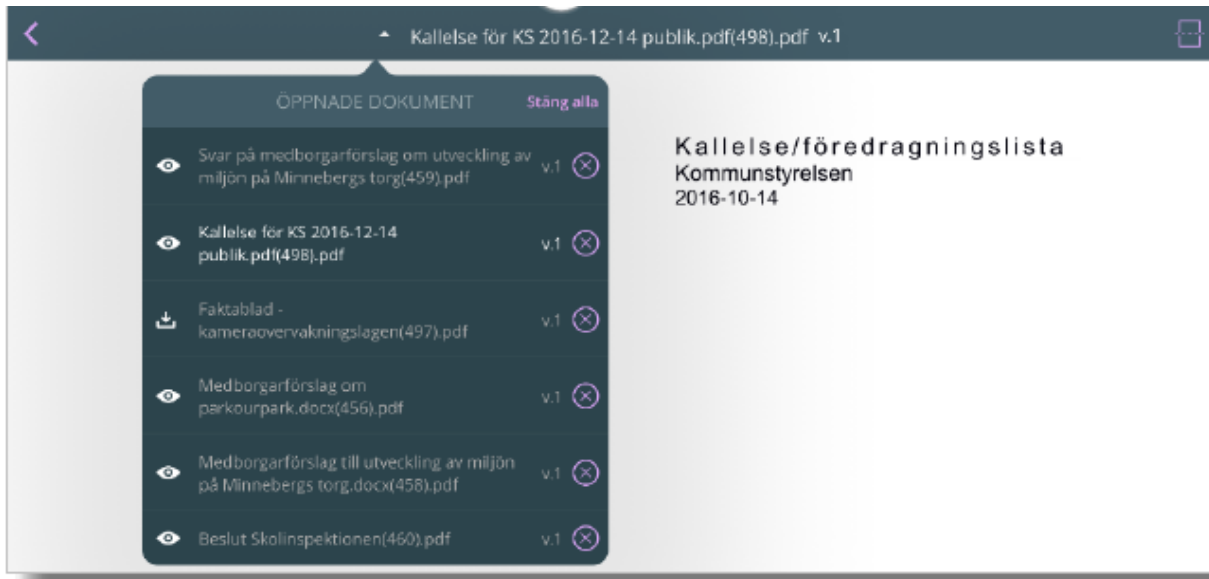 Kallelse för KS 2016-12-14 publik.pdf(498).pdf v.1
ÖPPNADE DOKUMENT Stäng alla
Svar på medborgarförslag om utveckling av
miljön på Minnebergs torg(459).pdf v.1
Kallelse för KS 2016-12-14
publik.pdf(498).pdf v.1
Faktablad -
kameraovervakningslagen(497).pdf v.1
Medborgarförslag om
parkourpark.docx(456).pdf v.1
Medborgarförslag till utveckling av miljön
på Minnebergs torg.docx(458).pdf v.1
Beslut Skolinspektionen(460).pdf v.1
Kallelse/föredragningslista
Kommunstyrelsen
2016-10-14